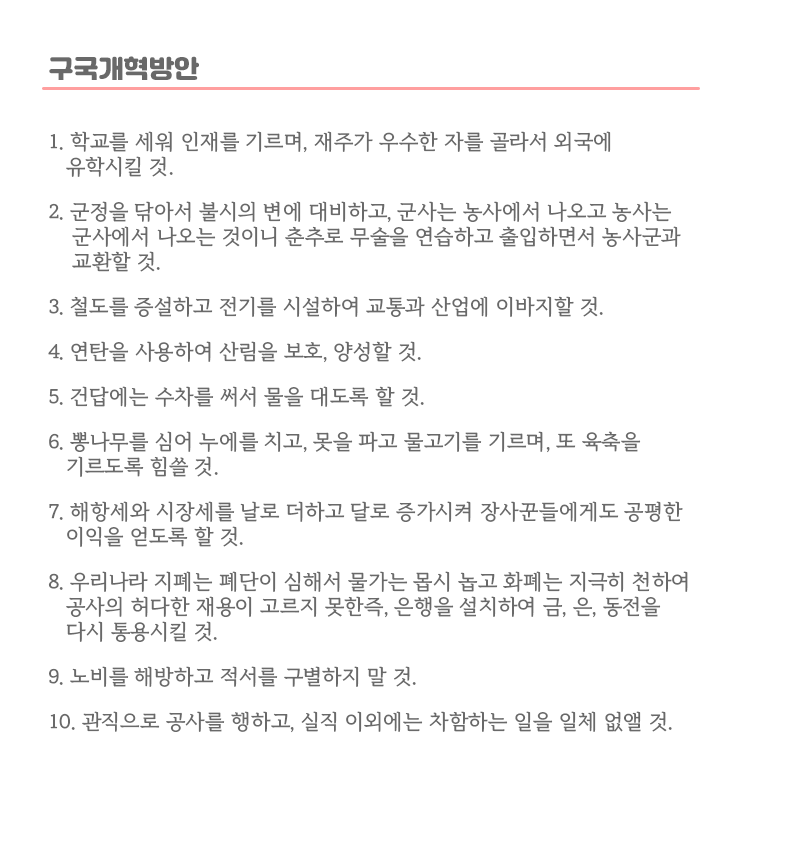 구국개혁방안
1. 학교를 세워 인재를 기르며, 재주가 우수한 자를 골라서 외국에
유학시킬 것.
2. 군정을 닦아서 불시의 변에 대비하고, 군사는 농사에서 나오고 농사는
군사에서 나오는 것이니 춘추로 무술을 연습하고 출입하면서 농사군과
교환할 것.
3. 철도를 증설하고 전기를 시설하여 교통과 산업에 이바지할 것.
4. 연탄을 사용하여 산림을 보호, 양성할 것.
5. 건답에는 수차를 써서 물을 대도록 할 것.
6. 뽕나무를 심어 누에를 치고, 못을 파고 물고기를 기르며, 또 육축을
기르도록 힘쓸 것.
7. 해항세와 시장세를 날로 더하고 달로 증가시켜 장사꾼들에게도 공평한
이익을 얻도록 할 것.
8. 우리나라 지폐는 폐단이 심해서 물가는 몹시 놉고 화폐는 지극히 천하여
공사의 허다한 재용이 고르지 못한즉, 은행을 설치하여 금, 은, 동전을
다시 통용시킬 것.
9. 노비를 해방하고 적서를 구별하지 말 것.
10. 관직으로 공사를 행하고, 실직 이외에는 차함하는 일을 일체 없앨 것.